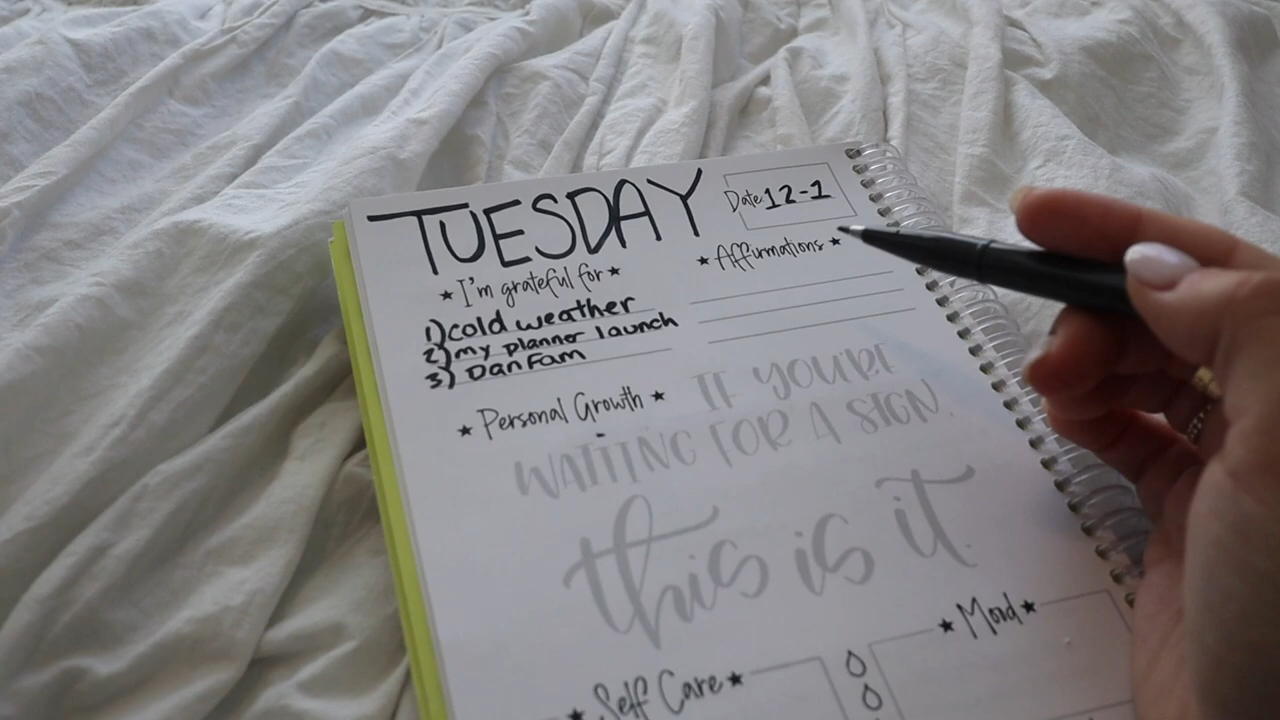 TUESDAY
Date 12-1
★ I'm grateful for ★
1) cold weather
2) my planner launch
3) DanFam
★ Affirmations ★
★ Personal Growth ★
IF YOU'RE
WAITING FOR A SIGN.
this is it.
★ Self Care ★
★ Mood ★